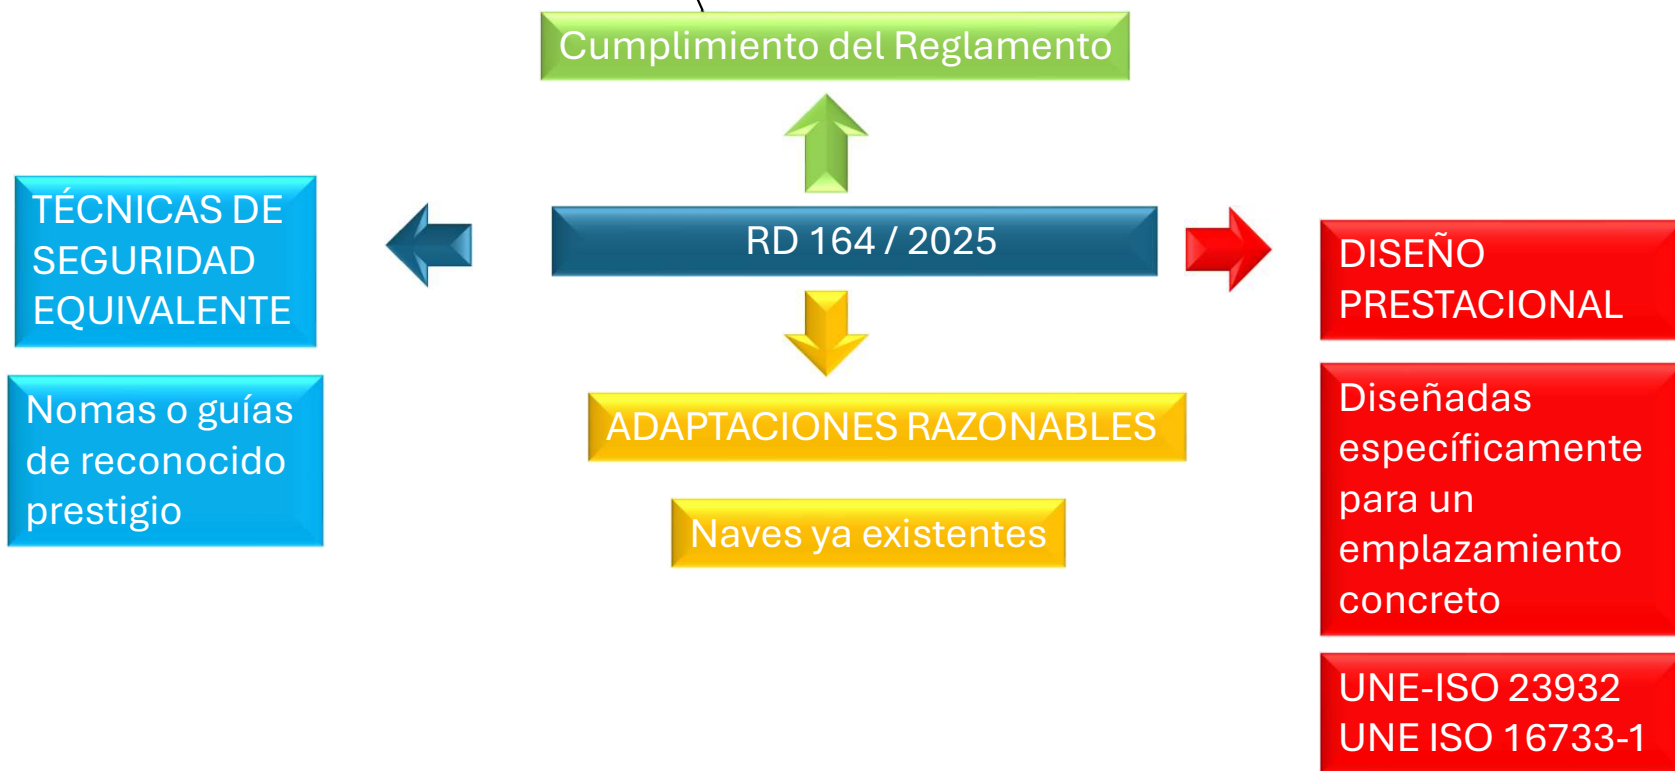 Cumplimiento del Reglamento
TÉCNICAS DE
SEGURIDAD
EQUIVALENTE
RD 164 / 2025
DISEÑO
PRESTACIONAL
Nomas o guías
de reconocido
prestigio
ADAPTACIONES RAZONABLES
Naves ya existentes
Diseñadas
específicamente
para un
emplazamiento
concreto
UNE-ISO 23932
UNE ISO 16733-1